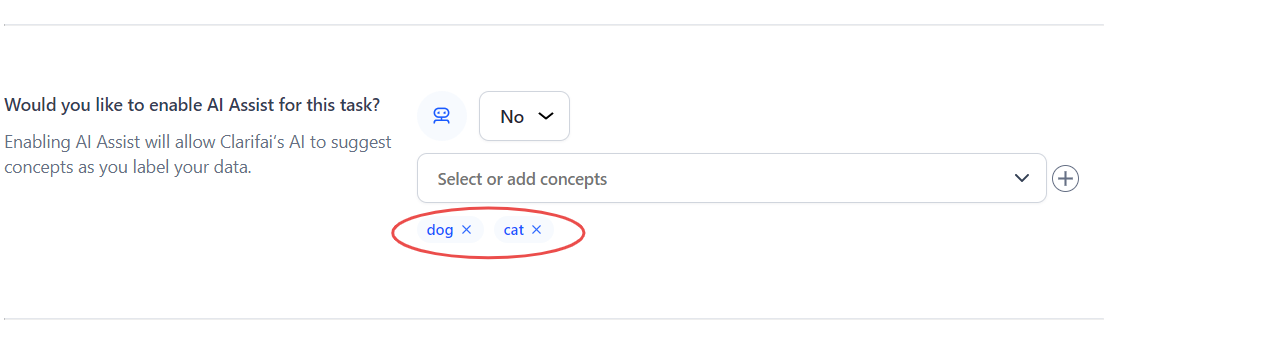 Would you like to enable AI Assist for this task?
Enabling AI Assist will allow Clarifai's AI to suggest
concepts as you label your data.
No
Select or add concepts
dog × cat ×